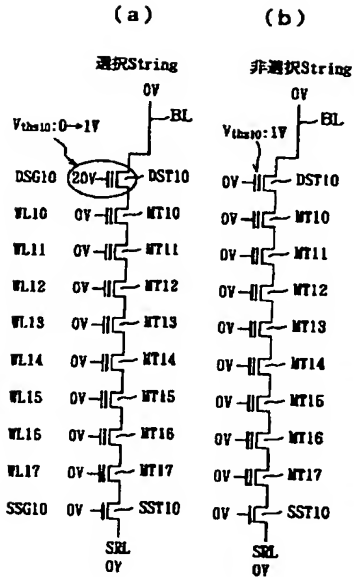 (a) (b)
選択String 非選択String
0V 0V
BL BL
Vths10:0→1V Vths10:1V
DSG10 20V DST10 0V DST10
WL10 0V MT10 0V MT10
WL11 0V MT11 0V MT11
WL12 0V MT12 0V MT12
WL13 0V MT13 0V MT13
WL14 0V MT14 0V MT14
WL15 0V MT15 0V MT15
WL16 0V MT16 0V MT16
WL17 0V MT17 0V MT17
SSG10 0V SST10 0V SST10
SRL SRL
0V 0V